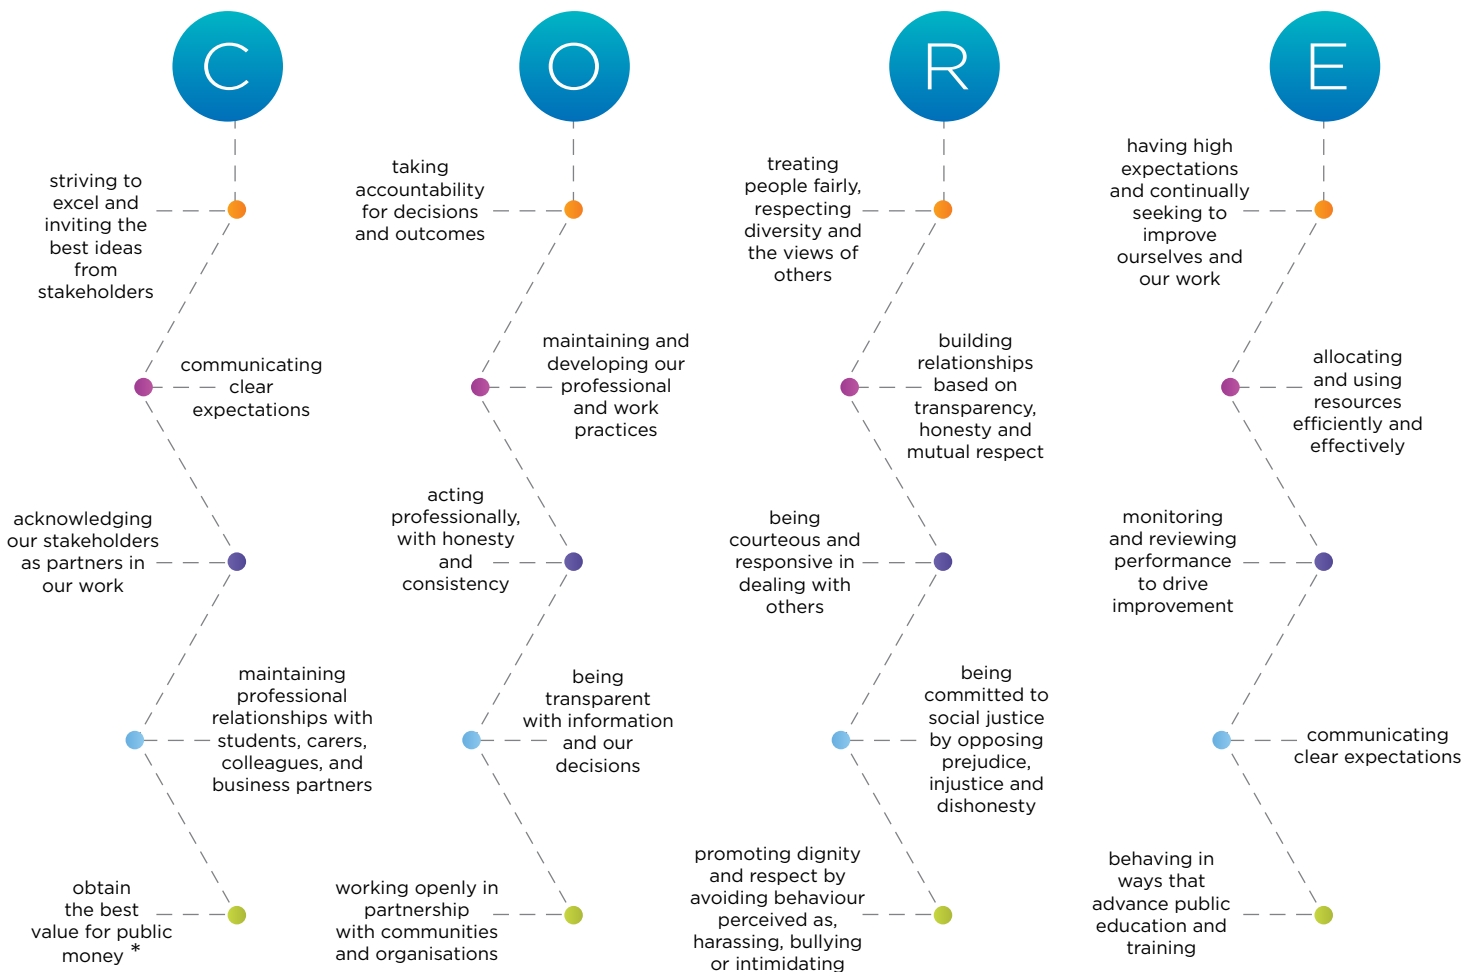 C
striving to
excel and
inviting the
best ideas
from
stakeholders
communicating
clear
expectations
acknowledging
our stakeholders
as partners in
our work
maintaining
professional
relationships with
students, carers,
colleagues, and
business partners
obtain
the best
value for public
money *
O
taking
accountability
for decisions
and outcomes
maintaining and
developing our
professional
and work
practices
acting
professionally,
with honesty
and
consistency
being
transparent
with information
and our
decisions
working openly in
partnership
with communities
and organisations
R
treating
people fairly,
respecting
diversity and
the views of
others
building
relationships
based on
transparency,
honesty and
mutual respect
being
courteous and
responsive in
dealing with
others
being
committed to
social justice
by opposing
prejudice,
injustice and
dishonesty
promoting dignity
and respect by
avoiding behaviour
perceived as,
harassing, bullying
or intimidating
E
having high
expectations
and continually
seeking to
improve
ourselves and
our work
allocating
and using
resources
efficiently and
effectively
monitoring
and reviewing
performance
to drive
improvement
communicating
clear expectations
behaving in
ways that
advance public
education and
training